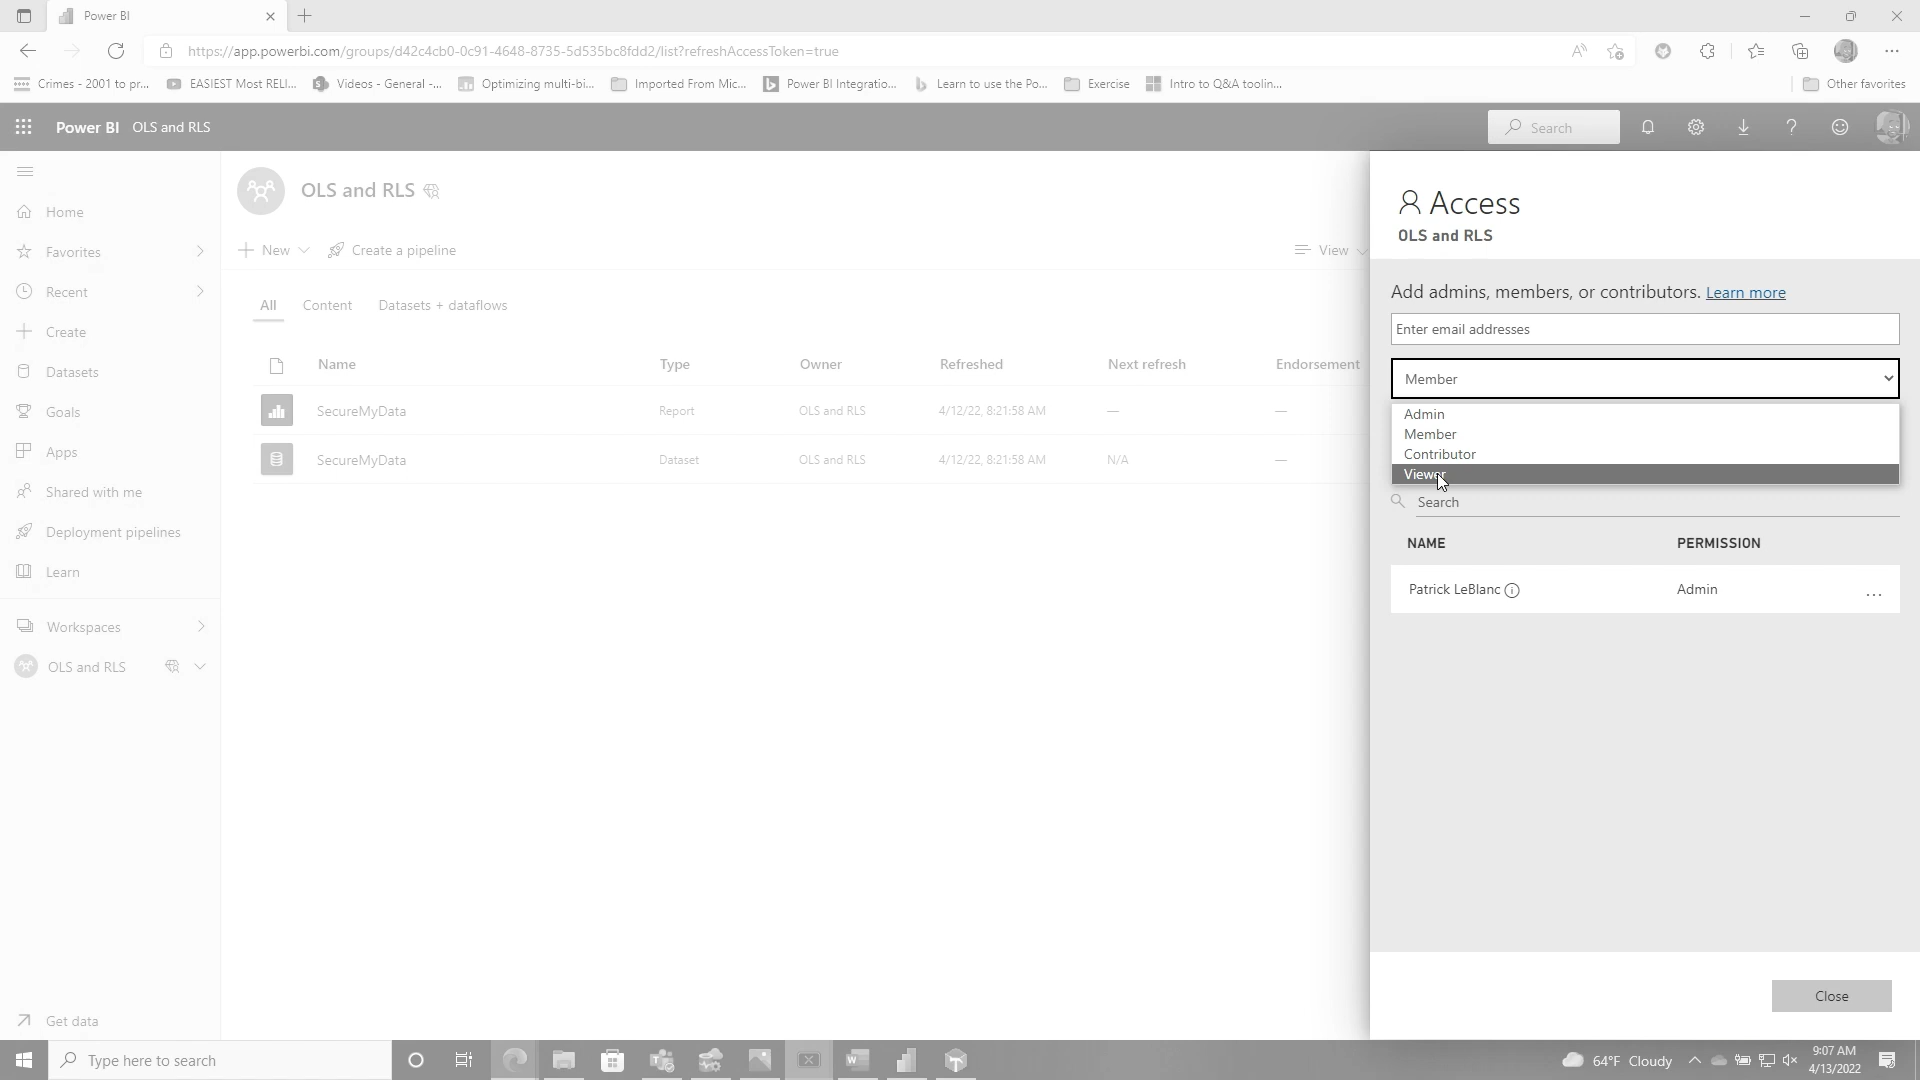 Power BI
https://app.powerbi.com/groups/d42c4cb0-0c91-4648-8735-5d535bc8fdd2/list?refreshAccessToken=true
Crimes - 2001 to pr... EASIEST Most RELI... Videos - General -... Optimizing multi-bi... Imported From Mic... Power BI Integratio... Learn to use the Po... Exercise Intro to Q&A toolin... Other favorites
Power BI OLS and RLS Search
Home
Favorites
Recent
Create
Datasets
Goals
Apps
Shared with me
Deployment pipelines
Learn
Workspaces
OLS and RLS
Get data
OLS and RLS
New Create a pipeline View
All Content Datasets + dataflows
Name Type Owner Refreshed Next refresh Endorsement
SecureMyData Report OLS and RLS 4/12/22, 8:21:58 AM — —
SecureMyData Dataset OLS and RLS 4/12/22, 8:21:58 AM N/A —
Access
OLS and RLS
Add admins, members, or contributors. Learn more
Enter email addresses
Member
Admin
Member
Contributor
Viewer
Search
NAME PERMISSION
Patrick LeBlanc Admin ...
Close
Type here to search
64°F Cloudy
9:07 AM
4/13/2022